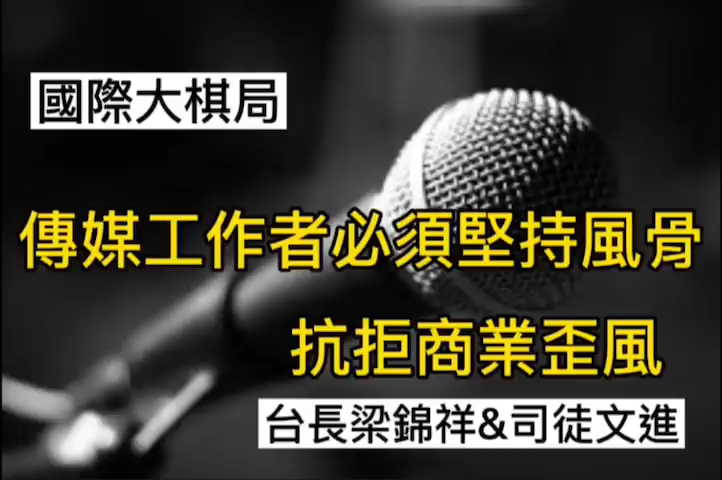 國際大棋局
傳媒工作者必須堅持風骨
抗拒商業歪風
台長梁錦祥&司徒文進